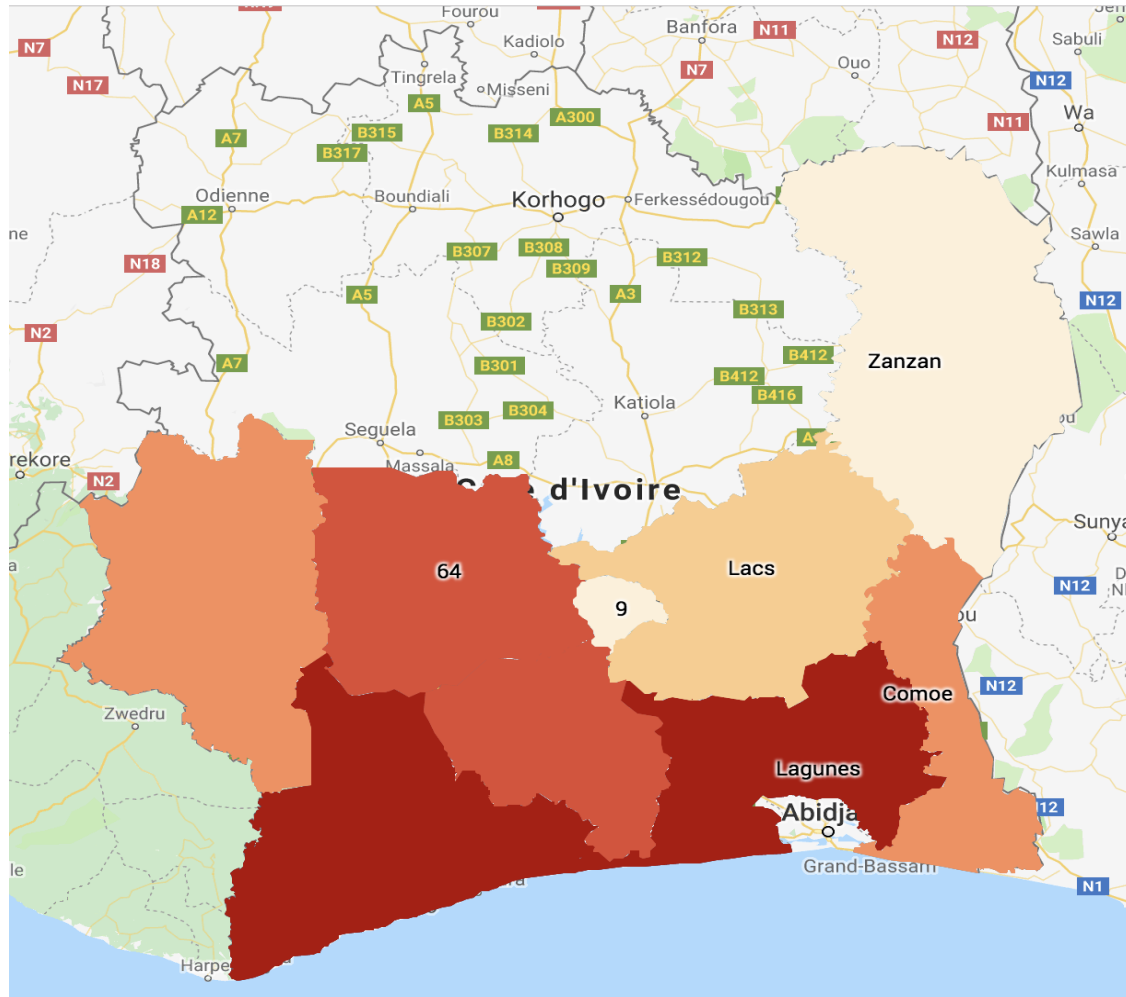 Fourou
Banfora
N11
N12
N7
Kadiolo
N7
Sabuli
Tingrela
Ouo
N17
Misseni
N12
A5
A300
Wa
N11
A7
B315
B314
B317
Kulmasa
Odienne
Boundiali
Korhogo
Ferkessédougou
A12
ne
Sawla
B307
B308
B312
N18
B309
A5
A3
N12
B313
B302
N2
B412
Zanzan
A7
B301
B412
B416
Katiola
B303
B304
Seguela
rekore
Massala
A8
N2
d'Ivoire
Sunya
64
Lacs
N12
9
N12
Comoe
Zwedru
Lagunes
Abidja
12
Grand-Bassam
N1
le
Harpe